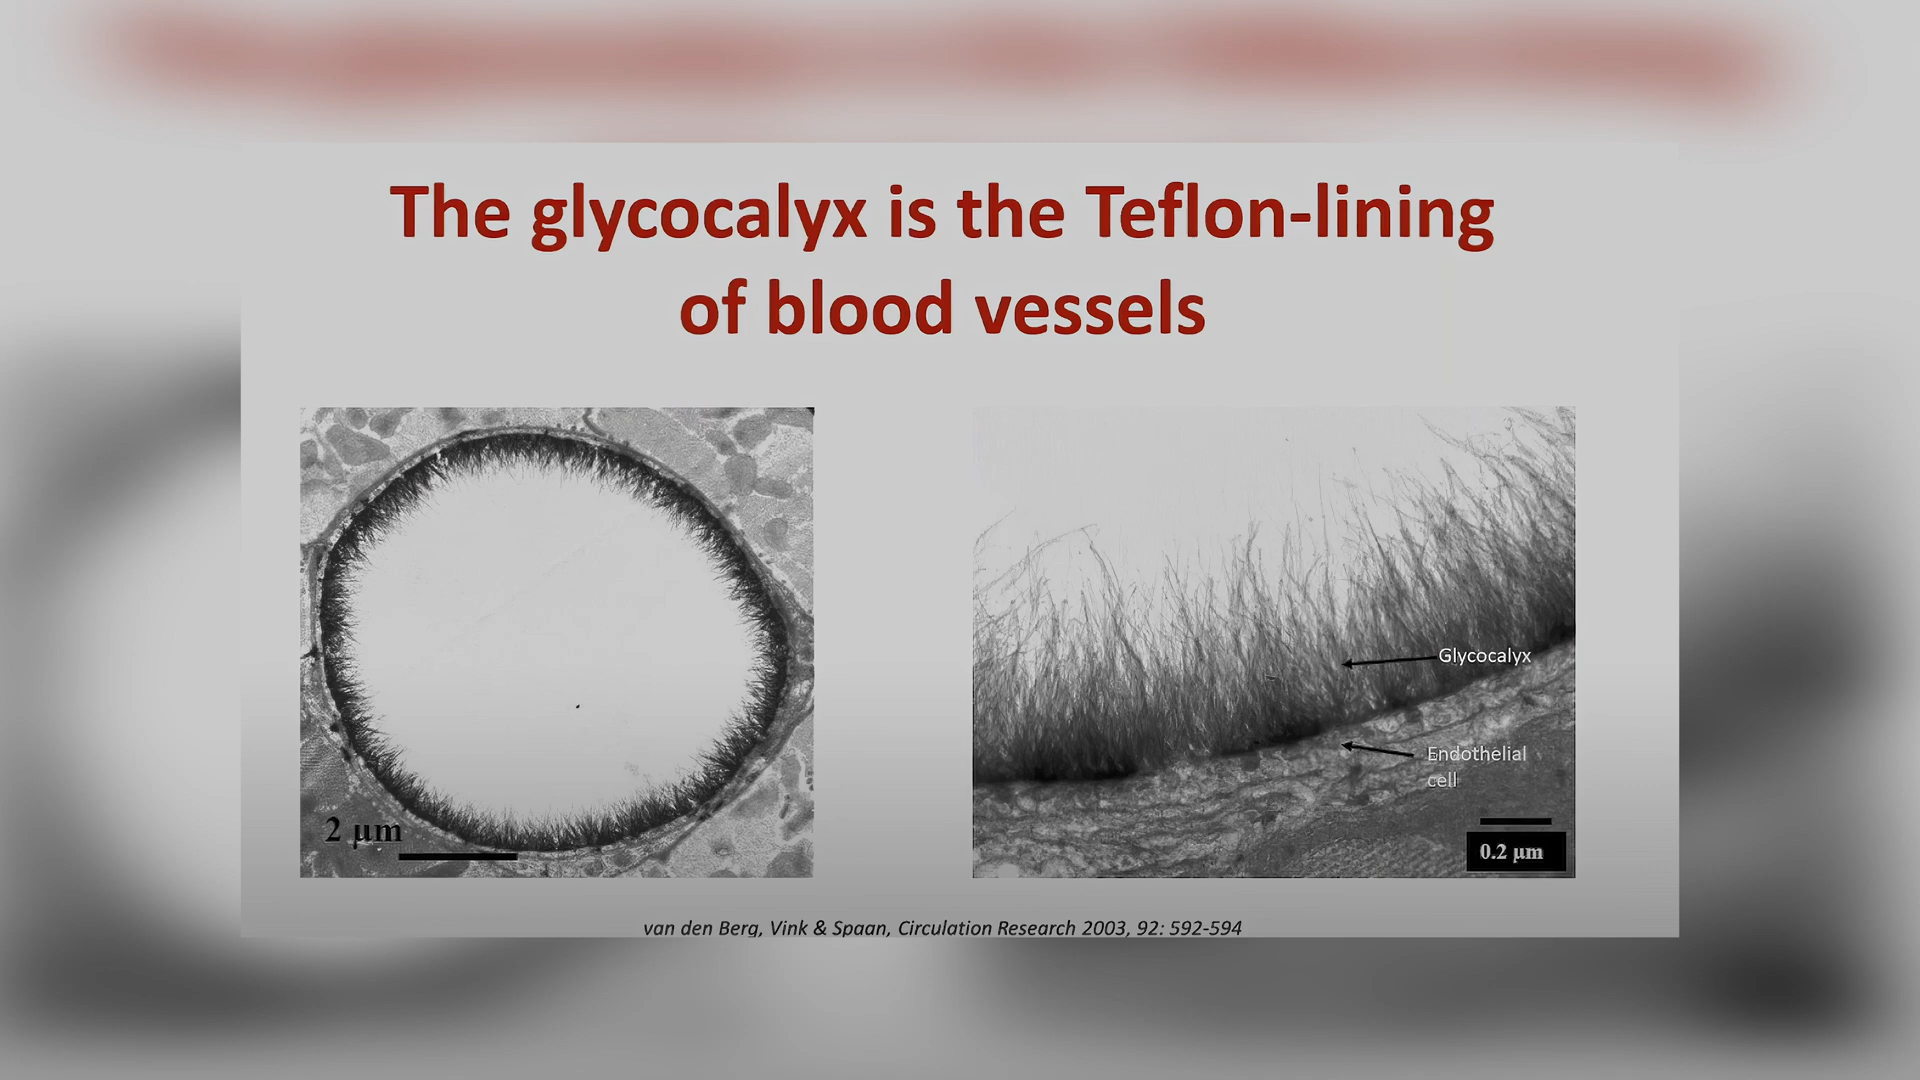 The glycocalyx is the Teflon-lining
of blood vessels
2 µm
Glycocalyx
Endothelial
cell
0.2 µm
van den Berg, Vink & Spaan, Circulation Research 2003, 92: 592-594